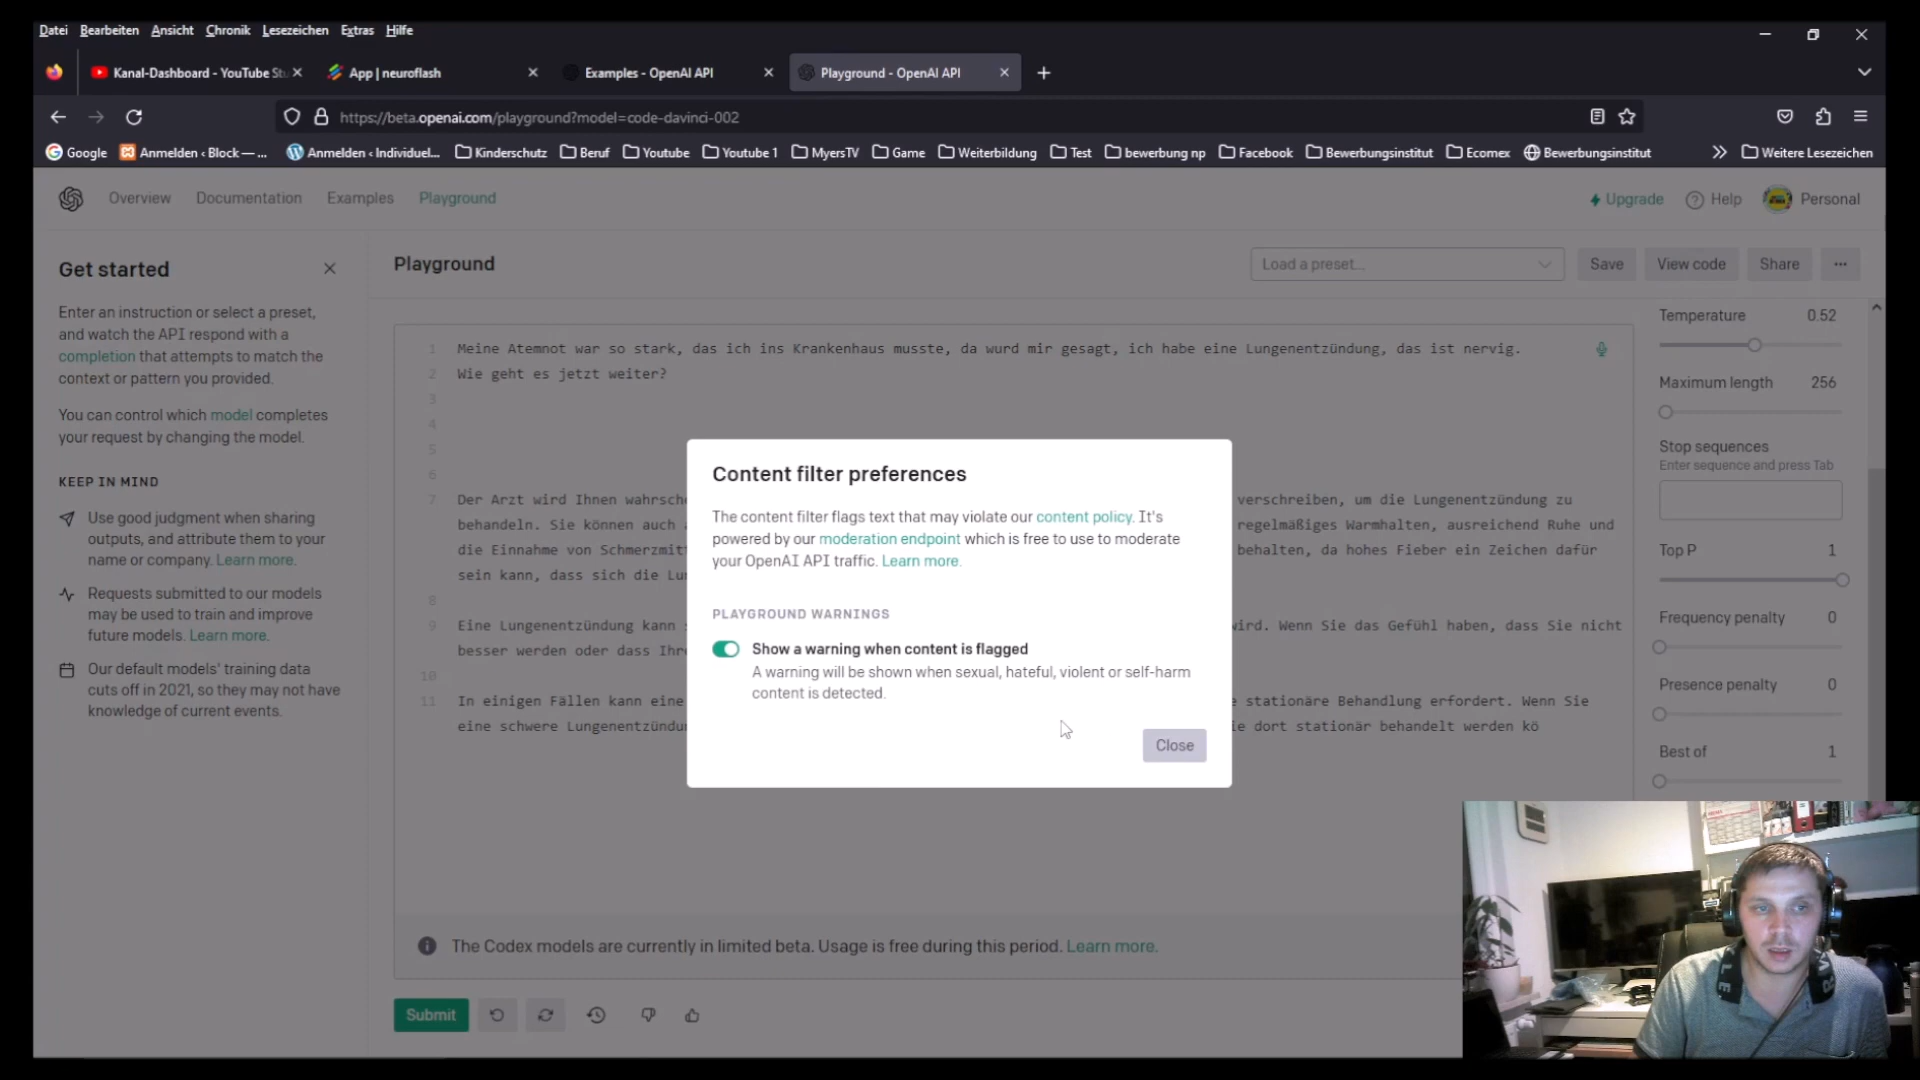 Datei Bearbeiten Ansicht Chronik Lesezeichen Extras Hilfe
Kanal-Dashboard - YouTube Stu
App | neuroflash
Examples - OpenAI API
Playground - OpenAI API
https://beta.openai.com/playground?model=code-davinci-002
Google Anmelden ‹ Block — ... Anmelden ‹ Individuel... Kinderschutz Beruf Youtube Youtube 1 MyersTV Game Weiterbildung Test bewerbung np Facebook Bewerbungsinstitut Ecomex Bewerbungsinstitut Weitere Lesezeichen
Overview Documentation Examples Playground Upgrade Help Personal
Get started
Enter an instruction or select a preset,
and watch the API respond with a
completion that attempts to match the
context or pattern you provided.
You can control which model completes
your request by changing the model.
KEEP IN MIND
Use good judgment when sharing
outputs, and attribute them to your
name or company. Learn more.
Requests submitted to our models
may be used to train and improve
future models. Learn more.
Our default models' training data
cuts off in 2021, so they may not have
knowledge of current events.
Playground
Load a preset...
Save
View code
Share
1 Meine Atemnot war so stark, das ich ins Krankenhaus musste, da wurd mir gesagt, ich habe eine Lungenentzündung, das ist nervig.
2 Wie geht es jetzt weiter?
3
4
5
6
7 Der Arzt wird Ihnen wahrsche verschreiben, um die Lungenentzündung zu
behandeln. Sie können auch regelmäßiges Warmhalten, ausreichend Ruhe und
die Einnahme von Schmerzmit behalten, da hohes Fieber ein Zeichen dafür
sein kann, dass sich die Lu
8
9 Eine Lungenentzündung kann wird. Wenn Sie das Gefühl haben, dass Sie nicht
besser werden oder dass Ihr
10
11 In einigen Fällen kann eine e stationäre Behandlung erfordert. Wenn Sie
eine schwere Lungenentzündu ie dort stationär behandelt werden kö
Content filter preferences
The content filter flags text that may violate our content policy. It's
powered by our moderation endpoint which is free to use to moderate
your OpenAI API traffic. Learn more.
PLAYGROUND WARNINGS
Show a warning when content is flagged
A warning will be shown when sexual, hateful, violent or self-harm
content is detected.
Close
Temperature 0.52
Maximum length 256
Stop sequences
Enter sequence and press Tab
Top P 1
Frequency penalty 0
Presence penalty 0
Best of 1
The Codex models are currently in limited beta. Usage is free during this period. Learn more.
Submit